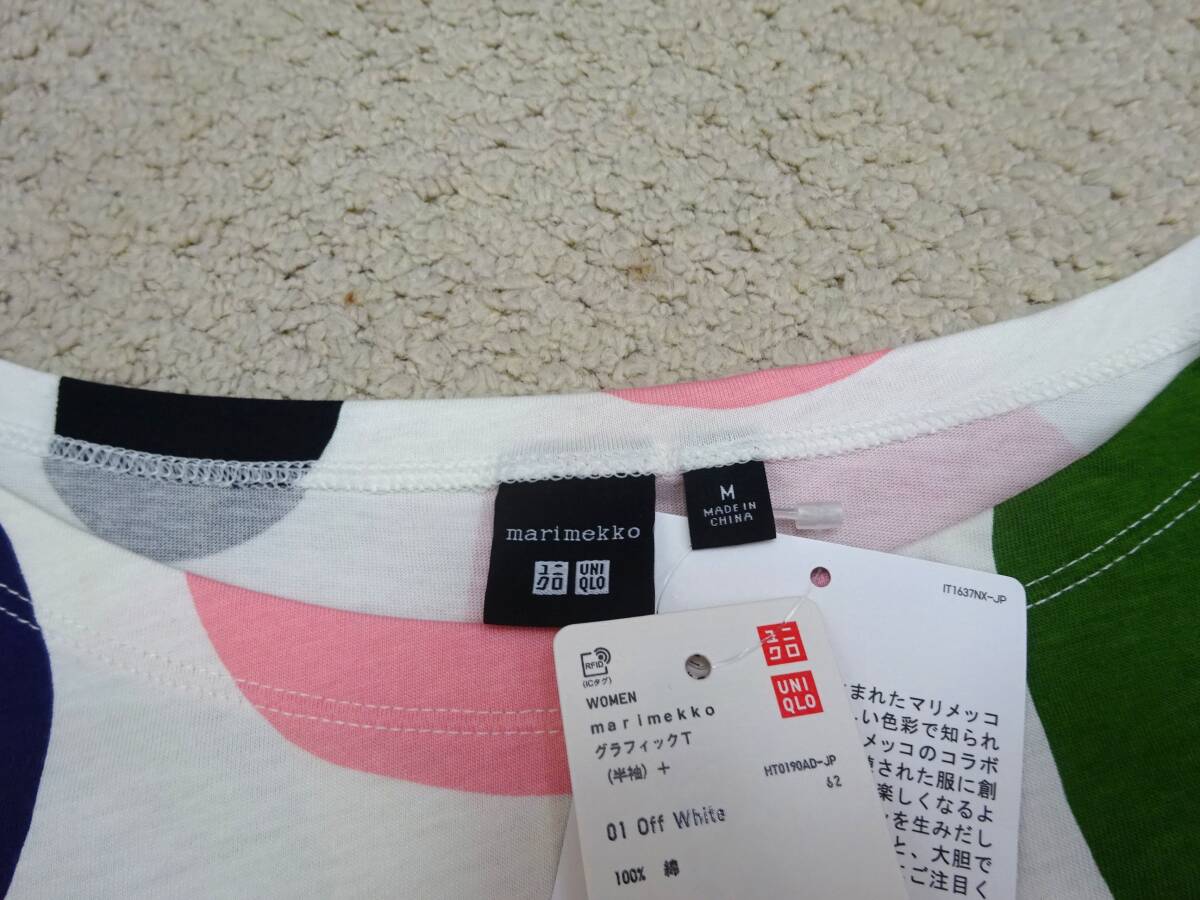 marimekko
ユニ
クロ
UNI
QLO
M
MADE IN
CHINA
IT1637NX-JP
まれたマリメッコ
い色彩で知られ
メッコのコラボ
された服に創
楽しくなるよ
を生みだし
と、大胆で
ご注目く
ユニ
クロ
UNI
QLO
RFID
(ICタグ)
WOMEN
marimekko
グラフィックT
(半袖)+
HT0190AD-JP
62
01 Off White
100% 綿